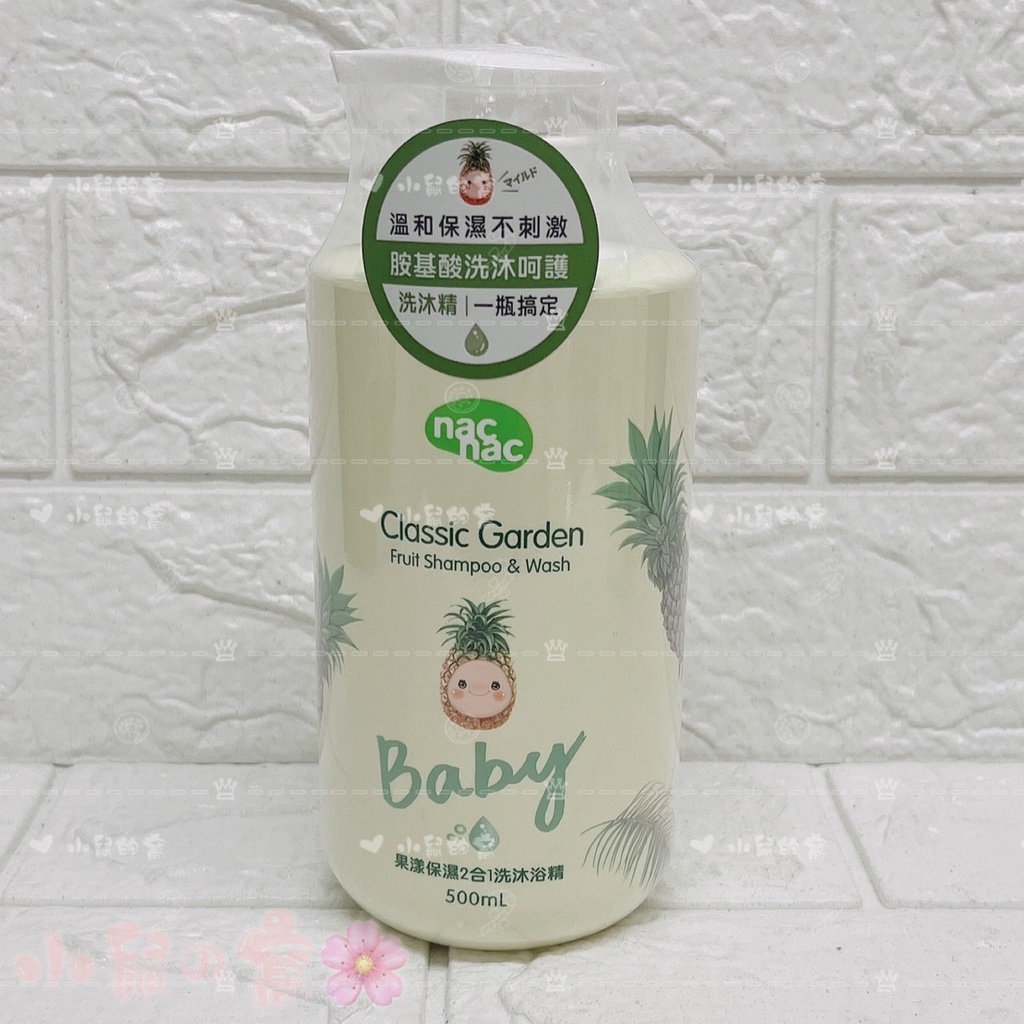 マイルド
溫和保濕不刺激
胺基酸洗沐呵護
洗沐精|一瓶搞定
nac
nac
Classic Garden
Fruit Shampoo & Wash
Baby
果漾保濕2合1洗沐浴精
500mL
小鼠の窩